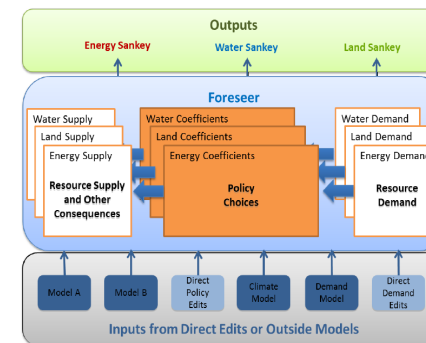 Outputs
Energy Sankey
Water Sankey
Land Sankey
Foreseer
Water Supply
Land Supply
Energy Supply
Resource Supply
and Other
Consequences
Water Coefficients
Land Coefficients
Energy Coefficients
Policy
Choices
Water Demand
Land Demand
Energy Demand
Resource
Demand
Model A
Model B
Direct
Policy
Edits
Climate
Model
Demand
Model
Direct
Demand
Edits
Inputs from Direct Edits or Outside Models